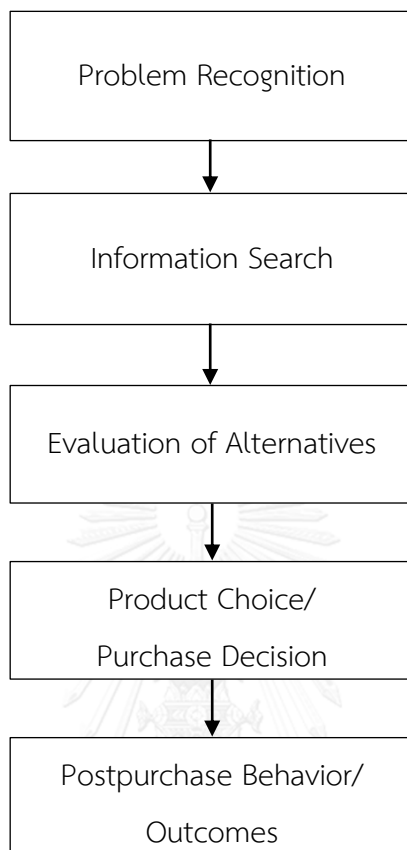 Problem Recognition
Information Search
Evaluation of Alternatives
Product Choice/
Purchase Decision
Postpurchase Behavior/
Outcomes